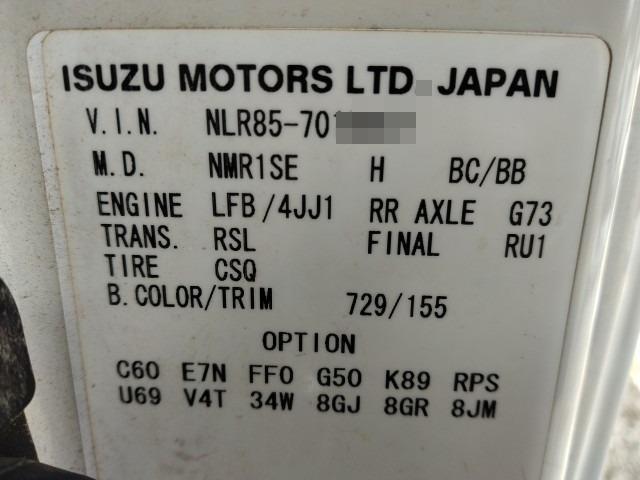 ISUZU MOTORS LTD. JAPAN
V.I.N. NLR85-701
M.D. NMR1SE H BC/BB
ENGINE LFB/4JJ1 RR AXLE G73
TRANS. RSL FINAL RU1
TIRE CSQ
B.COLOR/TRIM 729/155
OPTION
C60 E7N FF0 G50 K89 RPS
U69 V4T 34W 8GJ 8GR 8JM